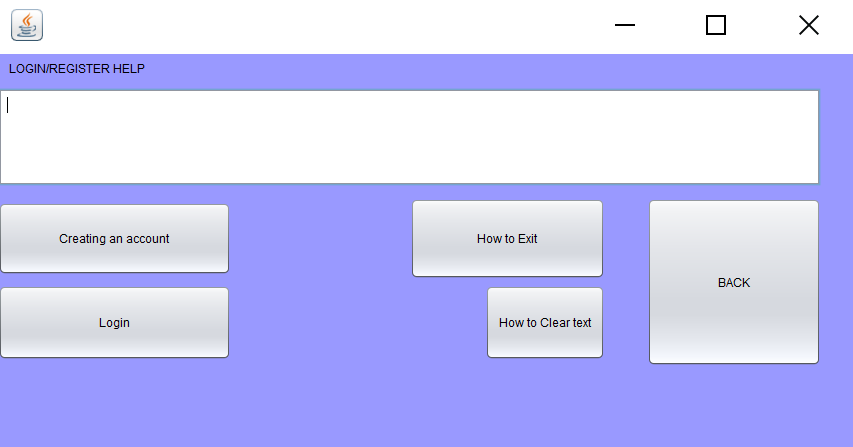 LOGIN/REGISTER HELP
Creating an account
How to Exit
BACK
Login
How to Clear text